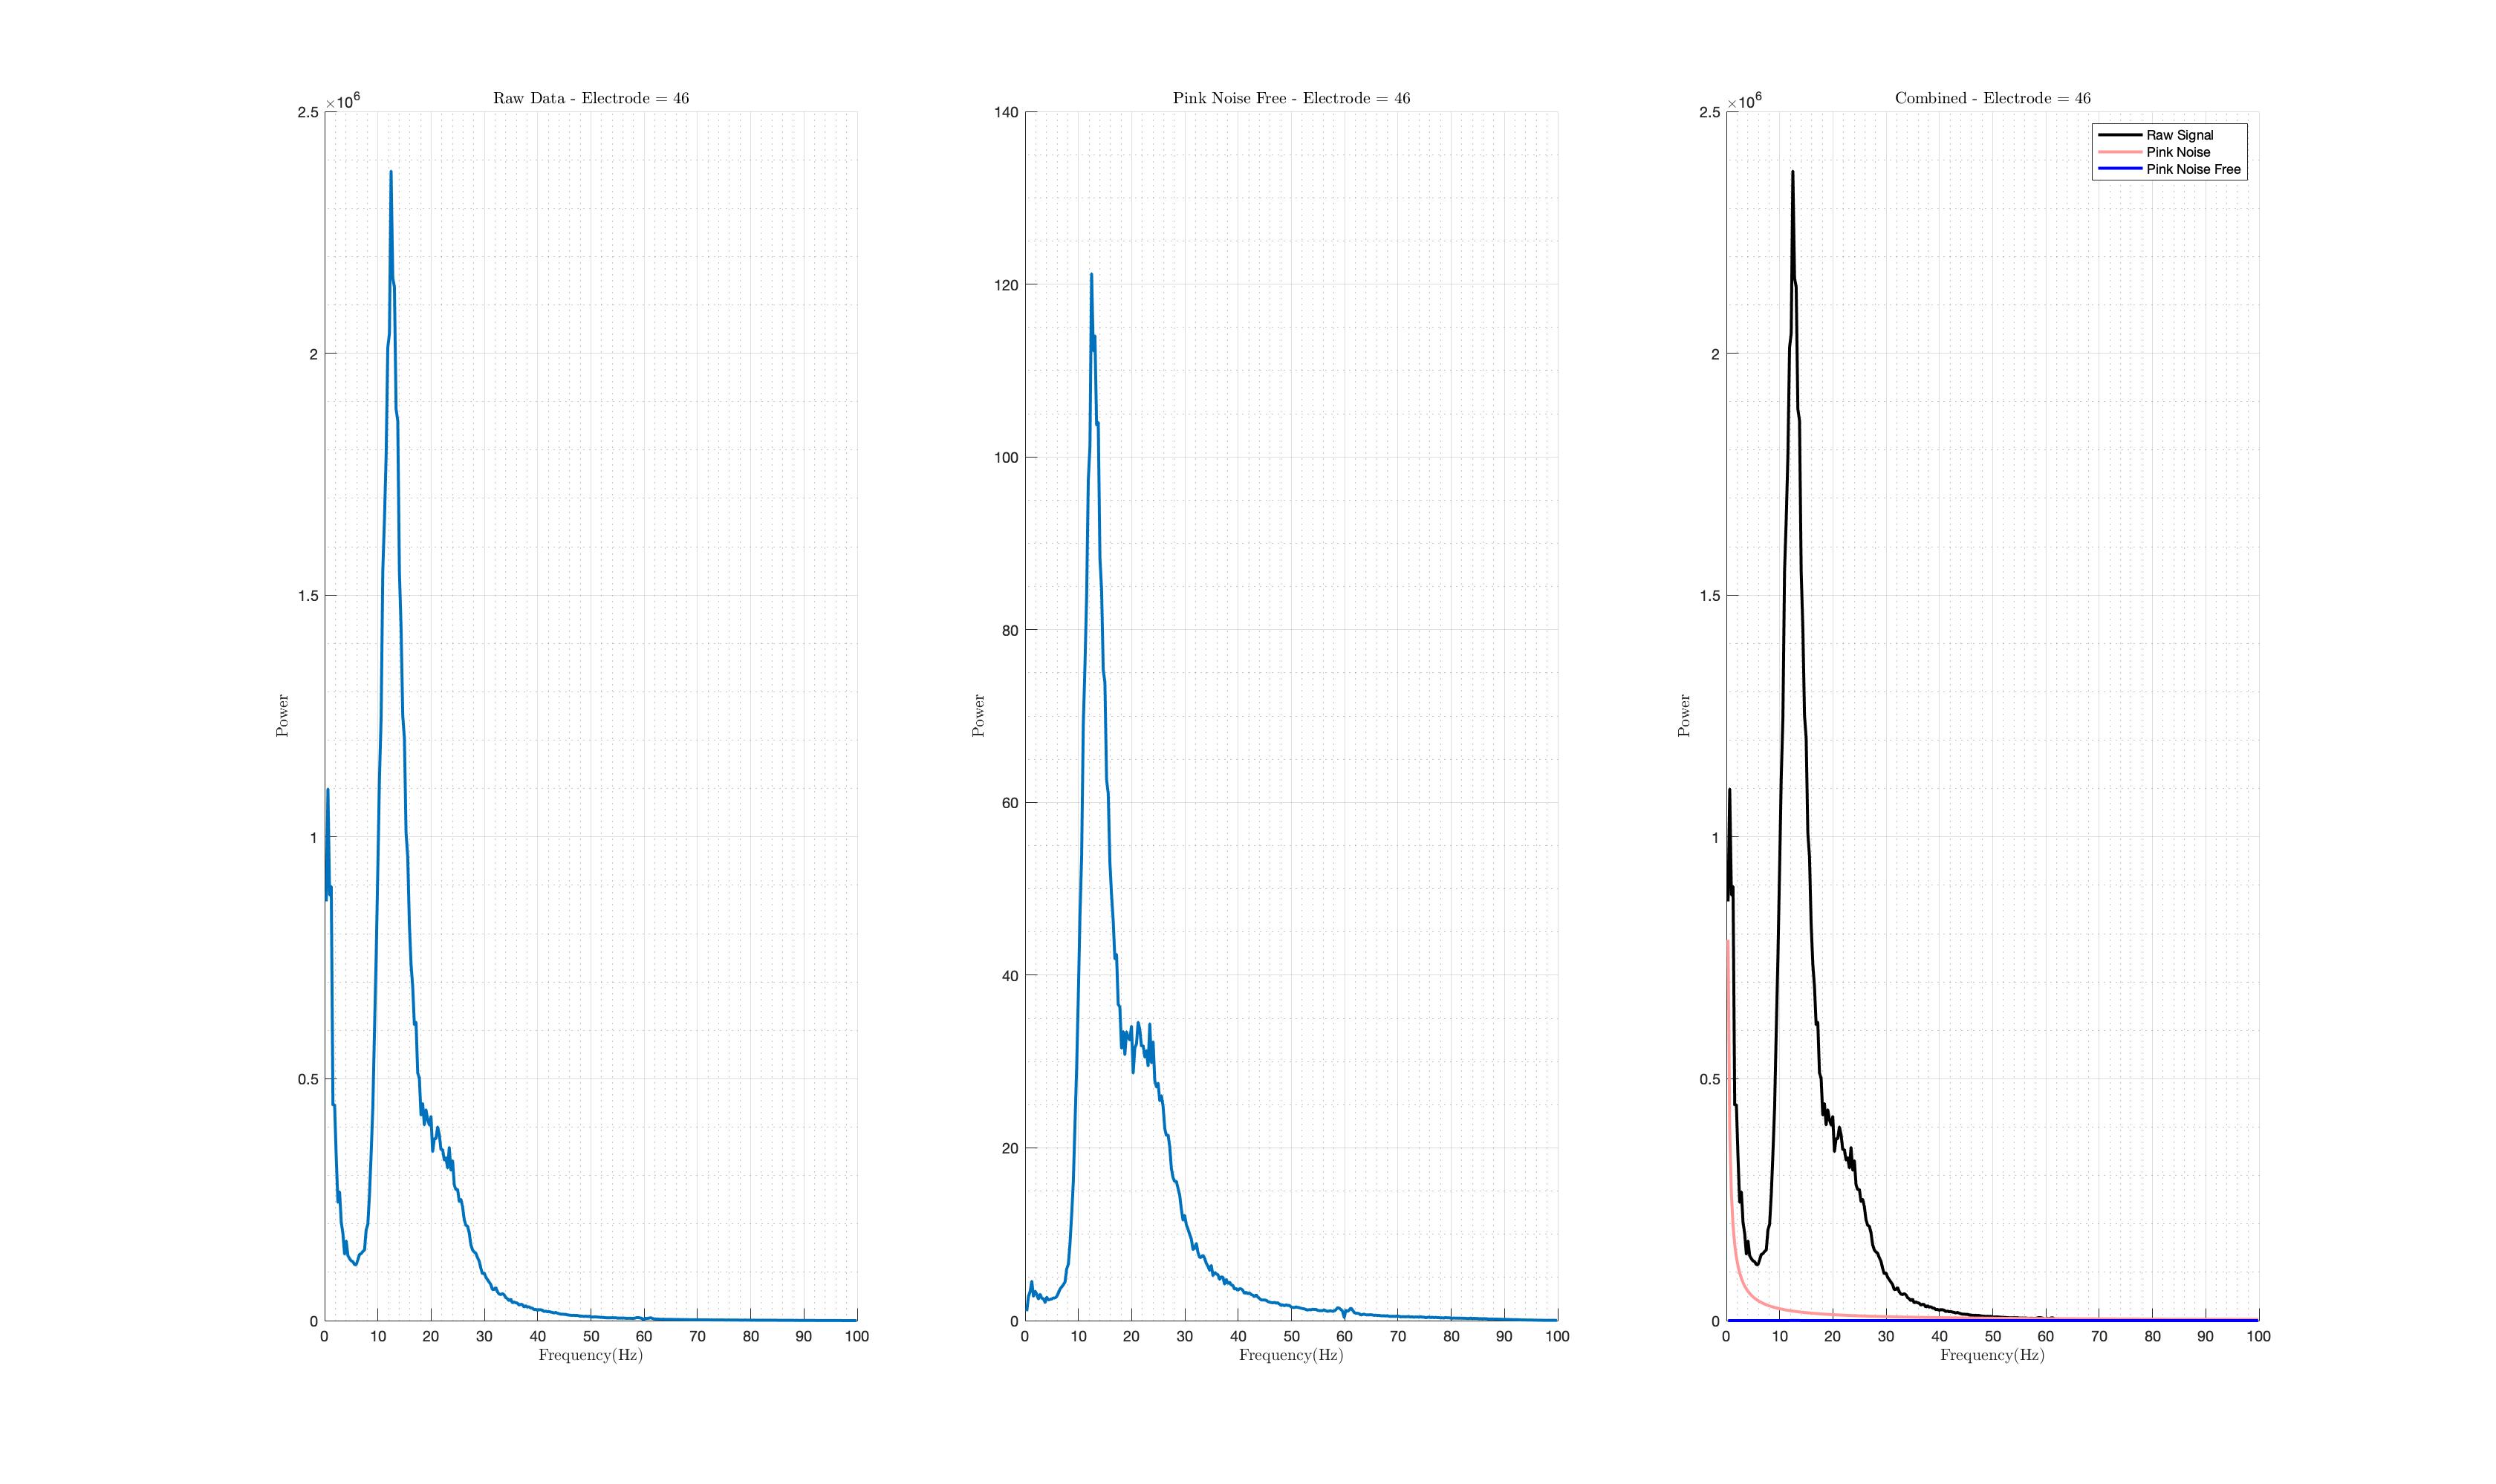 Raw Data - Electrode = 46
×10⁶
2.5
2
1.5
1
0.5
0
0 10 20 30 40 50 60 70 80 90 100
Frequency(Hz)
Power
Pink Noise Free - Electrode = 46
140
120
100
80
60
40
20
0
0 10 20 30 40 50 60 70 80 90 100
Frequency(Hz)
Power
Combined - Electrode = 46
×10⁶
2.5
2
1.5
1
0.5
0
0 10 20 30 40 50 60 70 80 90 100
Frequency(Hz)
Power
Raw Signal
Pink Noise
Pink Noise Free